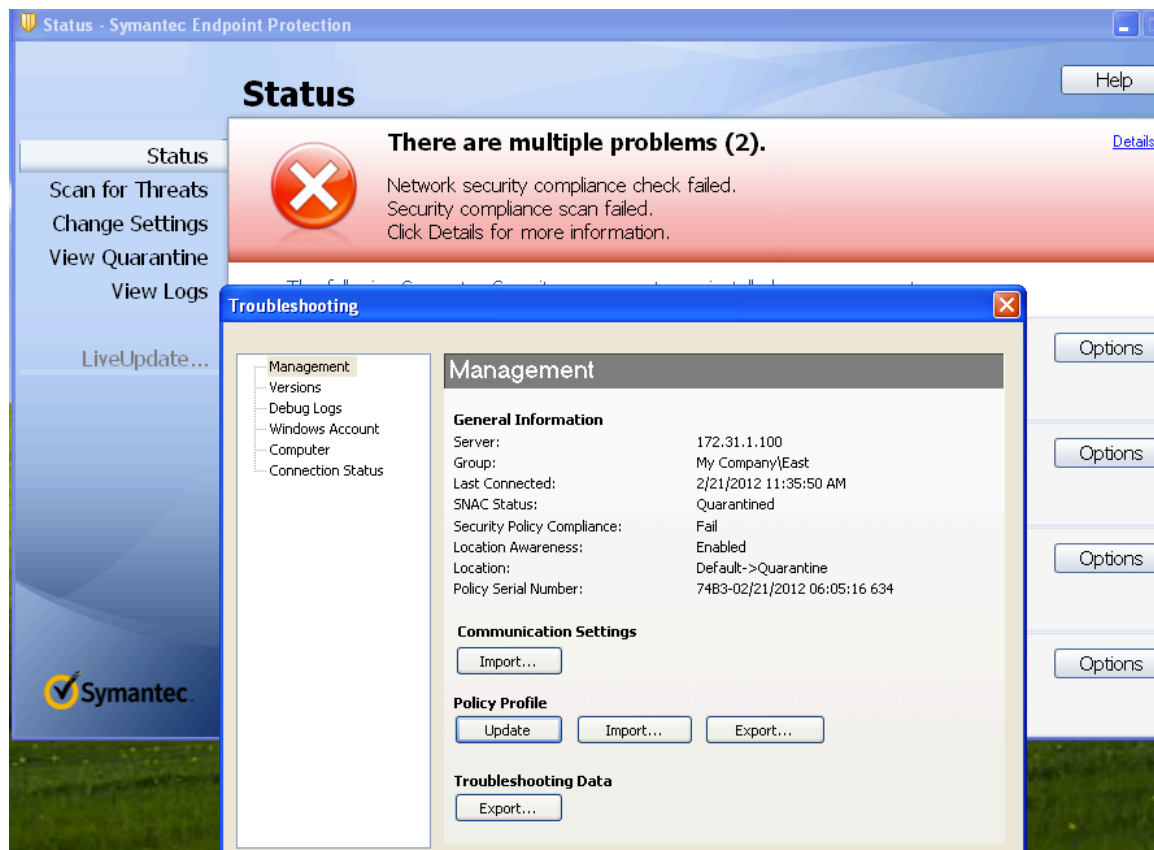 Status - Symantec Endpoint Protection
Help
Status
There are multiple problems (2).
Details
Network security compliance check failed.
Security compliance scan failed.
Click Details for more information.
Status
Scan for Threats
Change Settings
View Quarantine
View Logs
LiveUpdate...
Troubleshooting
Options
Options
Options
Options
Management
Versions
Debug Logs
Windows Account
Computer
Connection Status
Management
General Information
Server: 172.31.1.100
Group: My Company\East
Last Connected: 2/21/2012 11:35:50 AM
SNAC Status: Quarantined
Security Policy Compliance: Fail
Location Awareness: Enabled
Location: Default->Quarantine
Policy Serial Number: 74B3-02/21/2012 06:05:16 634
Communication Settings
Import...
Policy Profile
Update Import... Export...
Troubleshooting Data
Export...
Symantec.